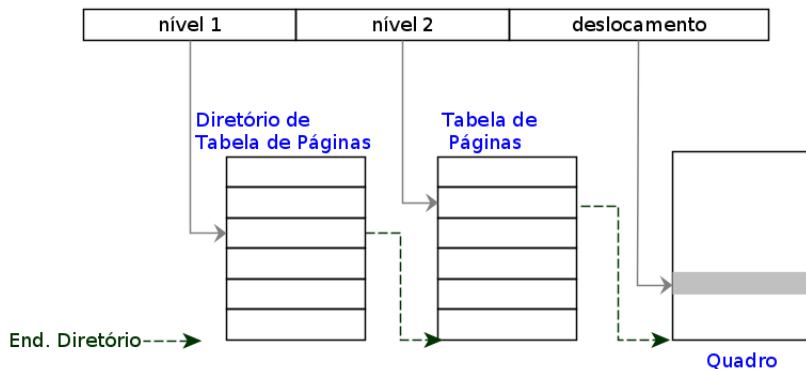 nível 1
nível 2
deslocamento
Diretório de
Tabela de Páginas
Tabela de
Páginas
End. Diretório
Quadro